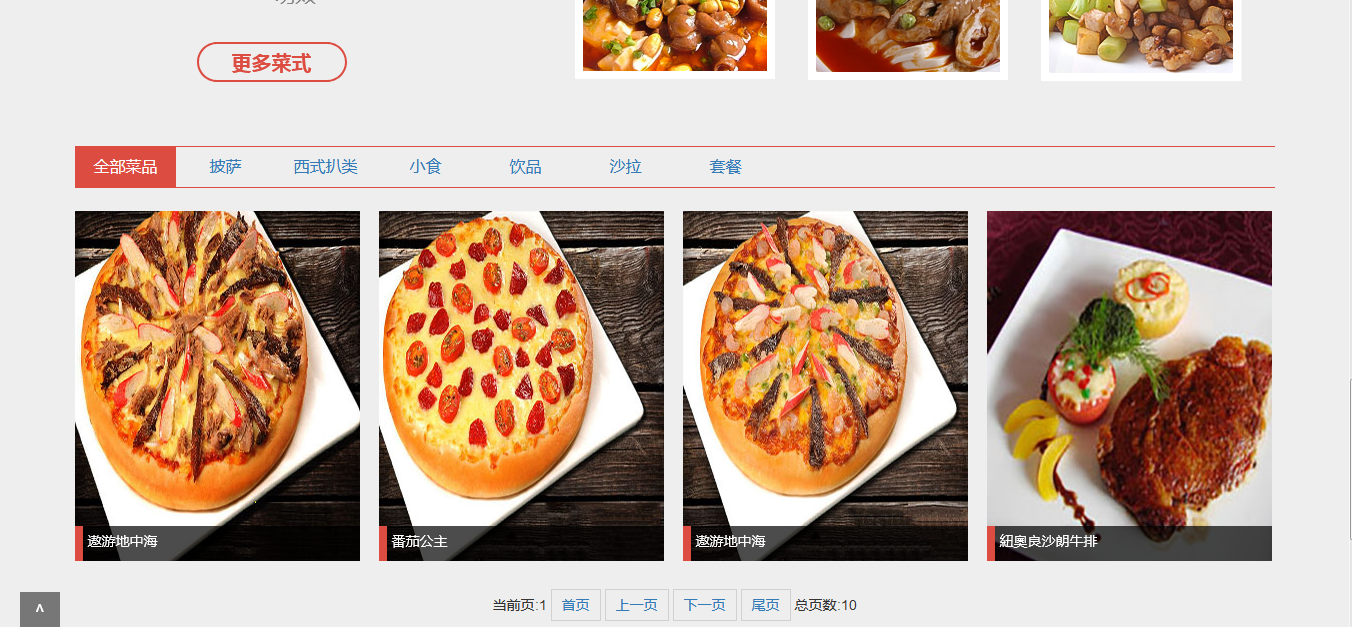 更多菜式
全部菜品 披萨 西式扒类 小食 饮品 沙拉 套餐
遨游地中海 番茄公主 遨游地中海 紐奥良沙朗牛排
^ 当前页:1 首页 上一页 下一页 尾页 总页数:10